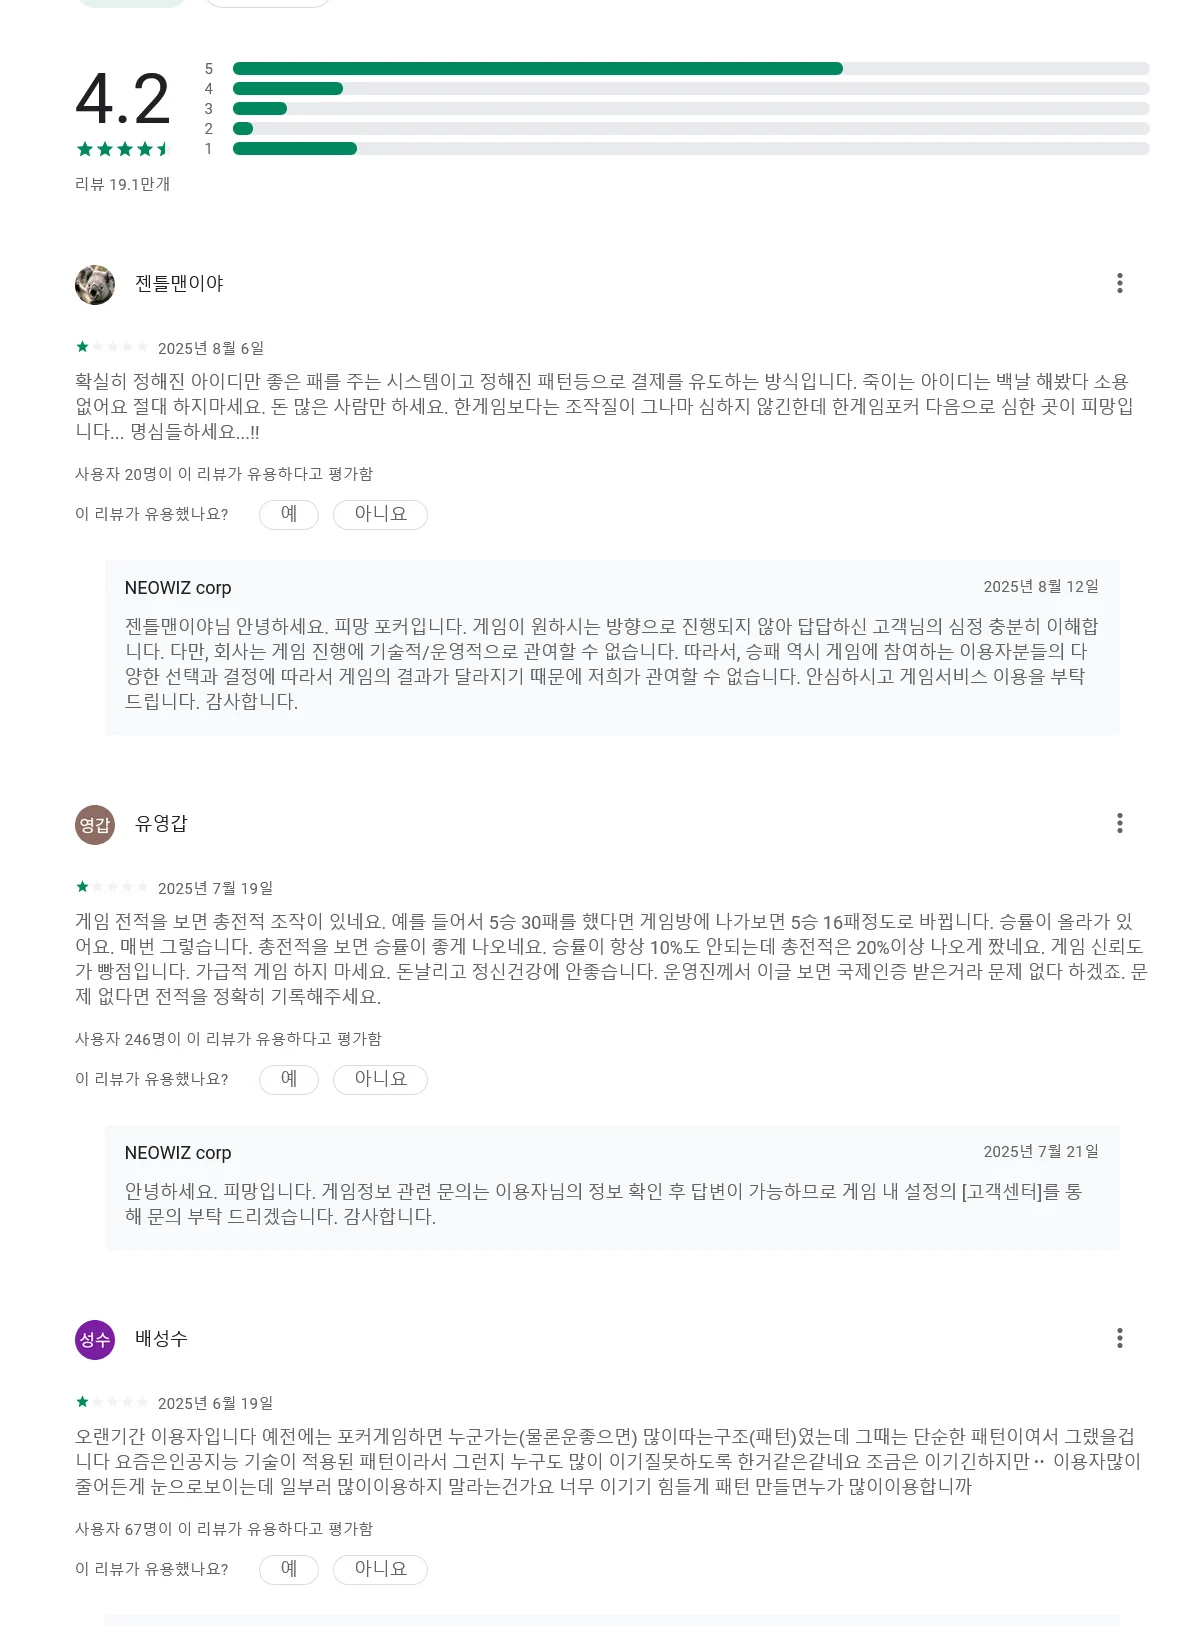 4.2
5
4
3
2
1
리뷰 19.1만개
젠틀맨이야
2025년 8월 6일
확실히 정해진 아이디만 좋은 패를 주는 시스템이고 정해진 패턴등으로 결제를 유도하는 방식입니다. 죽이는 아이디는 백날 해봤다 소용
없어요 절대 하지마세요. 돈 많은 사람만 하세요. 한게임보다는 조작질이 그나마 심하지 않긴한데 한게임포커 다음으로 심한 곳이 피망입
니다... 명심들하세요...!!
사용자 20명이 이 리뷰가 유용하다고 평가함
이 리뷰가 유용했나요? 예 아니요
NEOWIZ corp 2025년 8월 12일
젠틀맨이야님 안녕하세요. 피망 포커입니다. 게임이 원하시는 방향으로 진행되지 않아 답답하신 고객님의 심정 충분히 이해합
니다. 다만, 회사는 게임 진행에 기술적/운영적으로 관여할 수 없습니다. 따라서, 승패 역시 게임에 참여하는 이용자분들의 다
양한 선택과 결정에 따라서 게임의 결과가 달라지기 때문에 저희가 관여할 수 없습니다. 안심하시고 게임서비스 이용을 부탁
드립니다. 감사합니다.
영갑 유영갑
2025년 7월 19일
게임 전적을 보면 총전적 조작이 있네요. 예를 들어서 5승 30패를 했다면 게임방에 나가보면 5승 16패정도로 바뀝니다. 승률이 올라가 있
어요. 매번 그렇습니다. 총전적을 보면 승률이 좋게 나오네요. 승률이 항상 10%도 안되는데 총전적은 20%이상 나오게 짰네요. 게임 신뢰도
가 빵점입니다. 가급적 게임 하지 마세요. 돈날리고 정신건강에 안좋습니다. 운영진께서 이글 보면 국제인증 받은거라 문제 없다 하겠죠. 문
제 없다면 전적을 정확히 기록해주세요.
사용자 246명이 이 리뷰가 유용하다고 평가함
이 리뷰가 유용했나요? 예 아니요
NEOWIZ corp 2025년 7월 21일
안녕하세요. 피망입니다. 게임정보 관련 문의는 이용자님의 정보 확인 후 답변이 가능하므로 게임 내 설정의 [고객센터]를 통
해 문의 부탁 드리겠습니다. 감사합니다.
성수 배성수
2025년 6월 19일
오랜기간 이용자입니다 예전에는 포커게임하면 누군가는(물론운좋으면) 많이따는구조(패턴)였는데 그때는 단순한 패턴이여서 그랬을겁
니다 요즘은인공지능 기술이 적용된 패턴이라서 그런지 누구도 많이 이기질못하도록 한거같은같네요 조금은 이기긴하지만·· 이용자많이
줄어든게 눈으로보이는데 일부러 많이이용하지 말라는건가요 너무 이기기 힘들게 패턴 만들면누가 많이이용합니까
사용자 67명이 이 리뷰가 유용하다고 평가함
이 리뷰가 유용했나요? 예 아니요